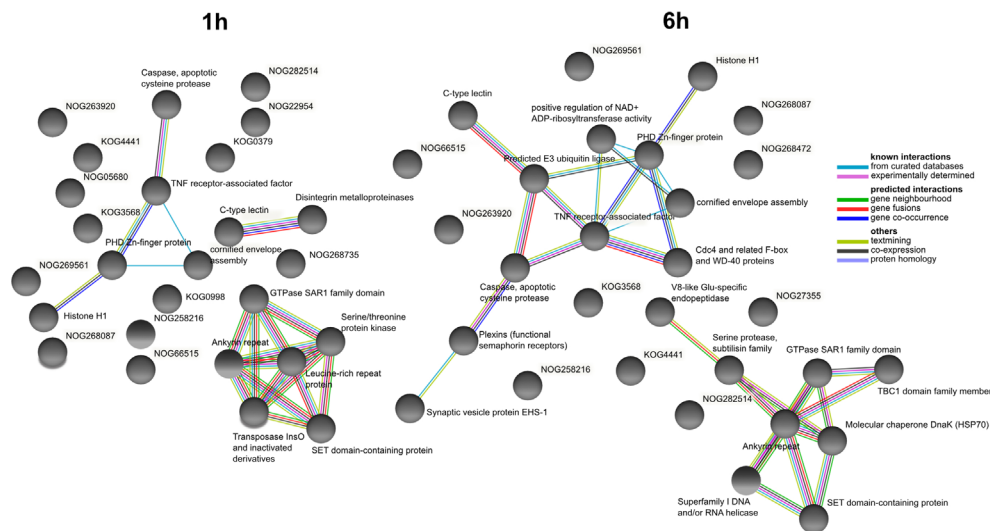 1h
Caspase, apoptotic
cysteine protease
NOG282514
NOG263920
NOG22954
KOG4441
KOG0379
NOG05680
TNF receptor-associated factor
Disintegrin metalloproteinases
KOG3568
C-type lectin
PHD Zn-finger protein
cornified envelope
assembly
NOG268735
NOG269561
KOG0998
GTPase SAR1 family domain
Histone H1
NOG258216
Serine/threonine
protein kinase
NOG268087
Ankyrin repeat
NOG66515
Leucine-rich repeat
protein
Transposase InsO
and inactivated
derivatives
SET domain-containing protein
6h
NOG269561
Histone H1
C-type lectin
positive regulation of NAD+
ADP-ribosyltransferase activity
NOG268087
PHD Zn-finger protein
NOG66515
Predicted E3 ubiquitin ligase
NOG268472
NOG263920
TNF receptor-associated factor
cornified envelope assembly
Cdc4 and related F-box
and WD-40 proteins
Caspase, apoptotic
cysteine protease
KOG3568
V8-like Glu-specific
endopeptidase
NOG27355
Plexins (functional
semaphorin receptors)
Serine protease,
subtilisin family
GTPase SAR1 family domain
NOG258216
KOG4441
TBC1 domain family member
Synaptic vesicle protein EHS-1
NOG282514
Molecular chaperone DnaK (HSP70)
Ankyrin repeat
Superfamily I DNA
and/or RNA helicase
SET domain-containing protein
known interactions
from curated databases
experimentally determined
predicted interactions
gene neighbourhood
gene fusions
gene co-occurrence
others
textmining
co-expression
proten homology